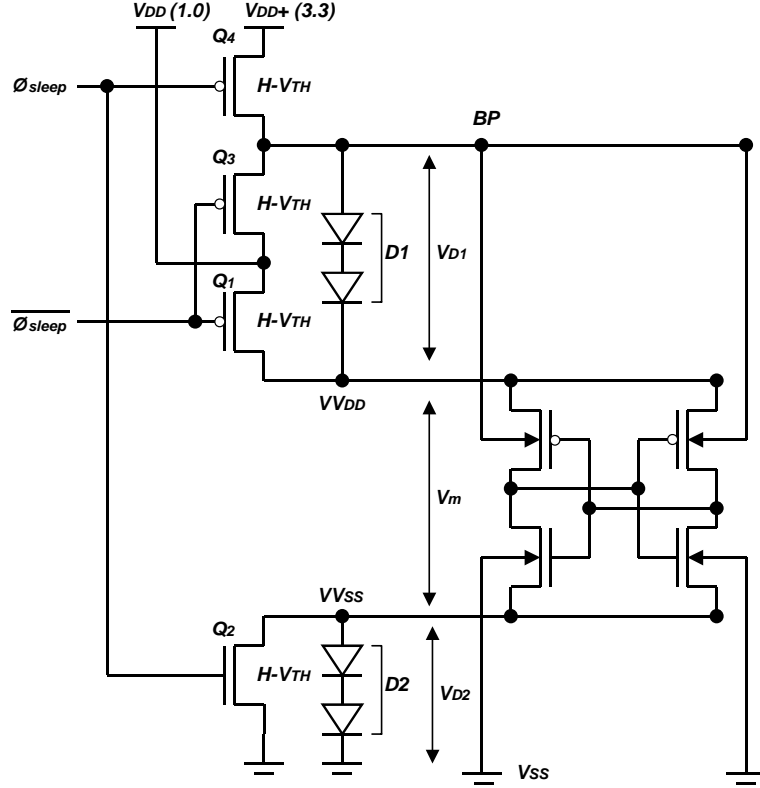 VDD (1.0)
VDD+ (3.3)
Q4
Øsleep
H-VTH
BP
Q3
H-VTH
D1
VD1
Q1
Øsleep
H-VTH
VVDD
Vm
VVSS
Q2
H-VTH
D2
VD2
VSS